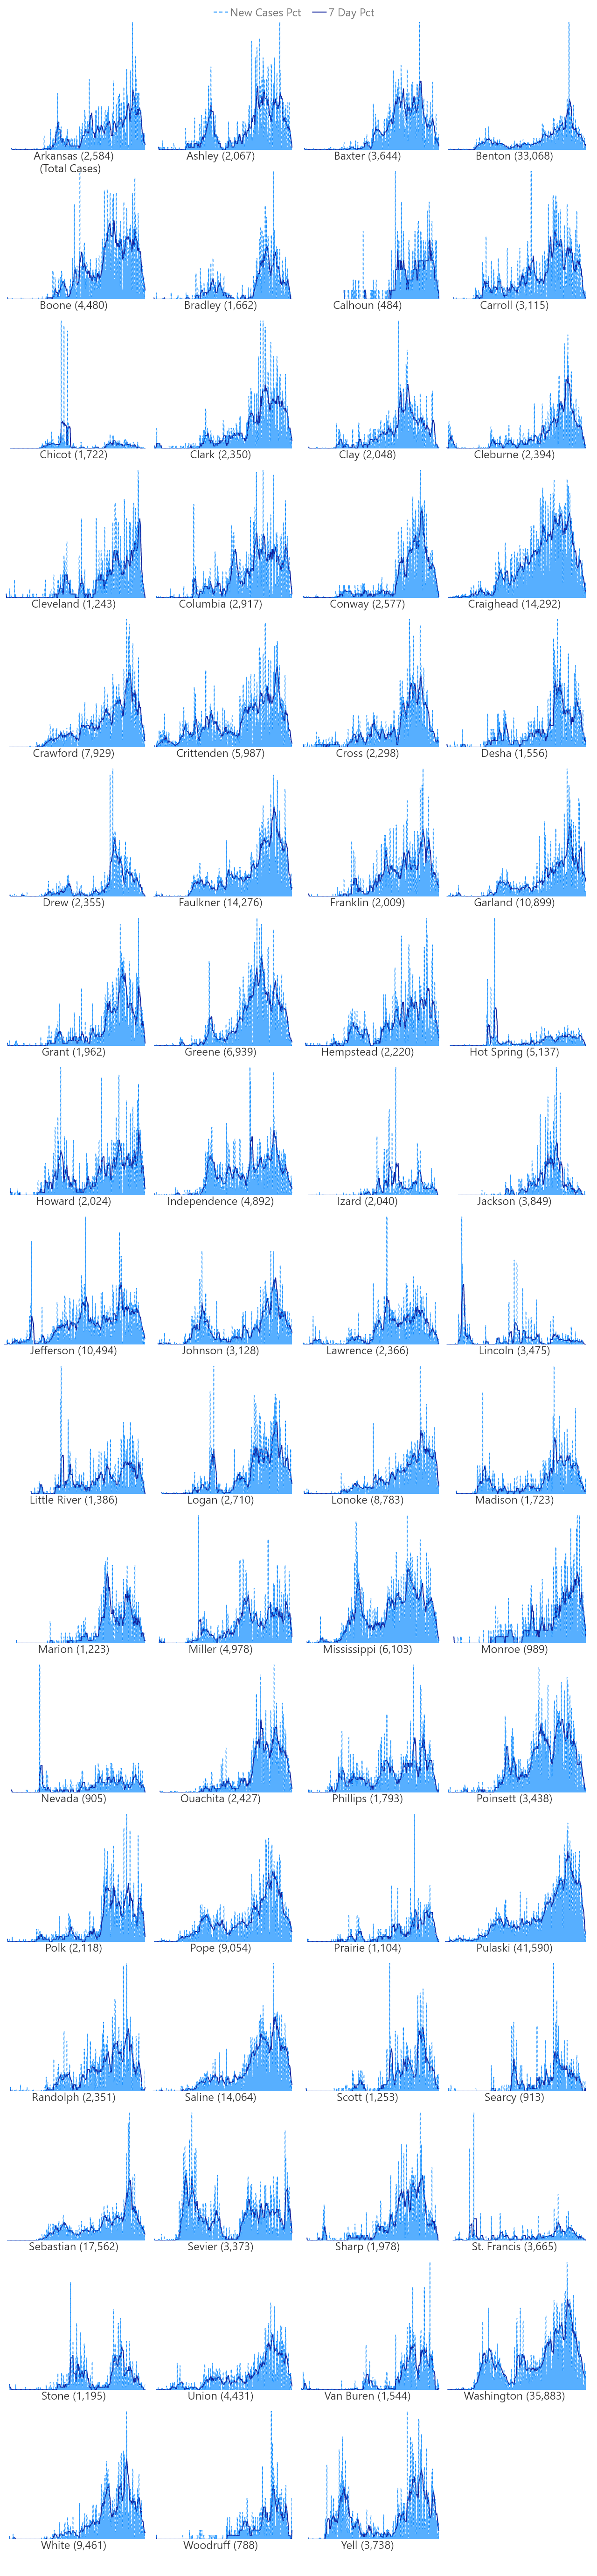 New Cases Pct 7 Day Pct
Arkansas (2,584) Ashley (2,067) Baxter (3,644) Benton (33,068)
(Total Cases)
Boone (4,480) Bradley (1,662) Calhoun (484) Carroll (3,115)
Chicot (1,722) Clark (2,350) Clay (2,048) Cleburne (2,394)
Cleveland (1,243) Columbia (2,917) Conway (2,577) Craighead (14,292)
Crawford (7,929) Crittenden (5,987) Cross (2,298) Desha (1,556)
Drew (2,355) Faulkner (14,276) Franklin (2,009) Garland (10,899)
Grant (1,962) Greene (6,939) Hempstead (2,220) Hot Spring (5,137)
Howard (2,024) Independence (4,892) Izard (2,040) Jackson (3,849)
Jefferson (10,494) Johnson (3,128) Lawrence (2,366) Lincoln (3,475)
Little River (1,386) Logan (2,710) Lonoke (8,783) Madison (1,723)
Marion (1,223) Miller (4,978) Mississippi (6,103) Monroe (989)
Nevada (905) Ouachita (2,427) Phillips (1,793) Poinsett (3,438)
Polk (2,118) Pope (9,054) Prairie (1,104) Pulaski (41,590)
Randolph (2,351) Saline (14,064) Scott (1,253) Searcy (913)
Sebastian (17,562) Sevier (3,373) Sharp (1,978) St. Francis (3,665)
Stone (1,195) Union (4,431) Van Buren (1,544) Washington (35,883)
White (9,461) Woodruff (788) Yell (3,738)